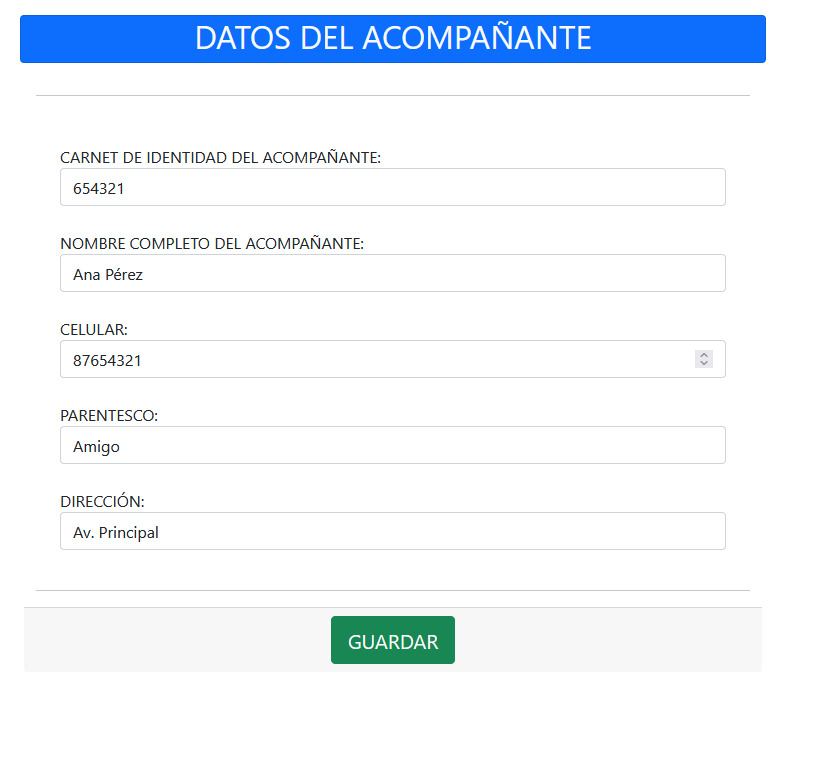 DATOS DEL ACOMPAÑANTE
CARNET DE IDENTIDAD DEL ACOMPAÑANTE:
654321
NOMBRE COMPLETO DEL ACOMPAÑANTE:
Ana Pérez
CELULAR:
87654321
PARENTESCO:
Amigo
DIRECCIÓN:
Av. Principal
GUARDAR